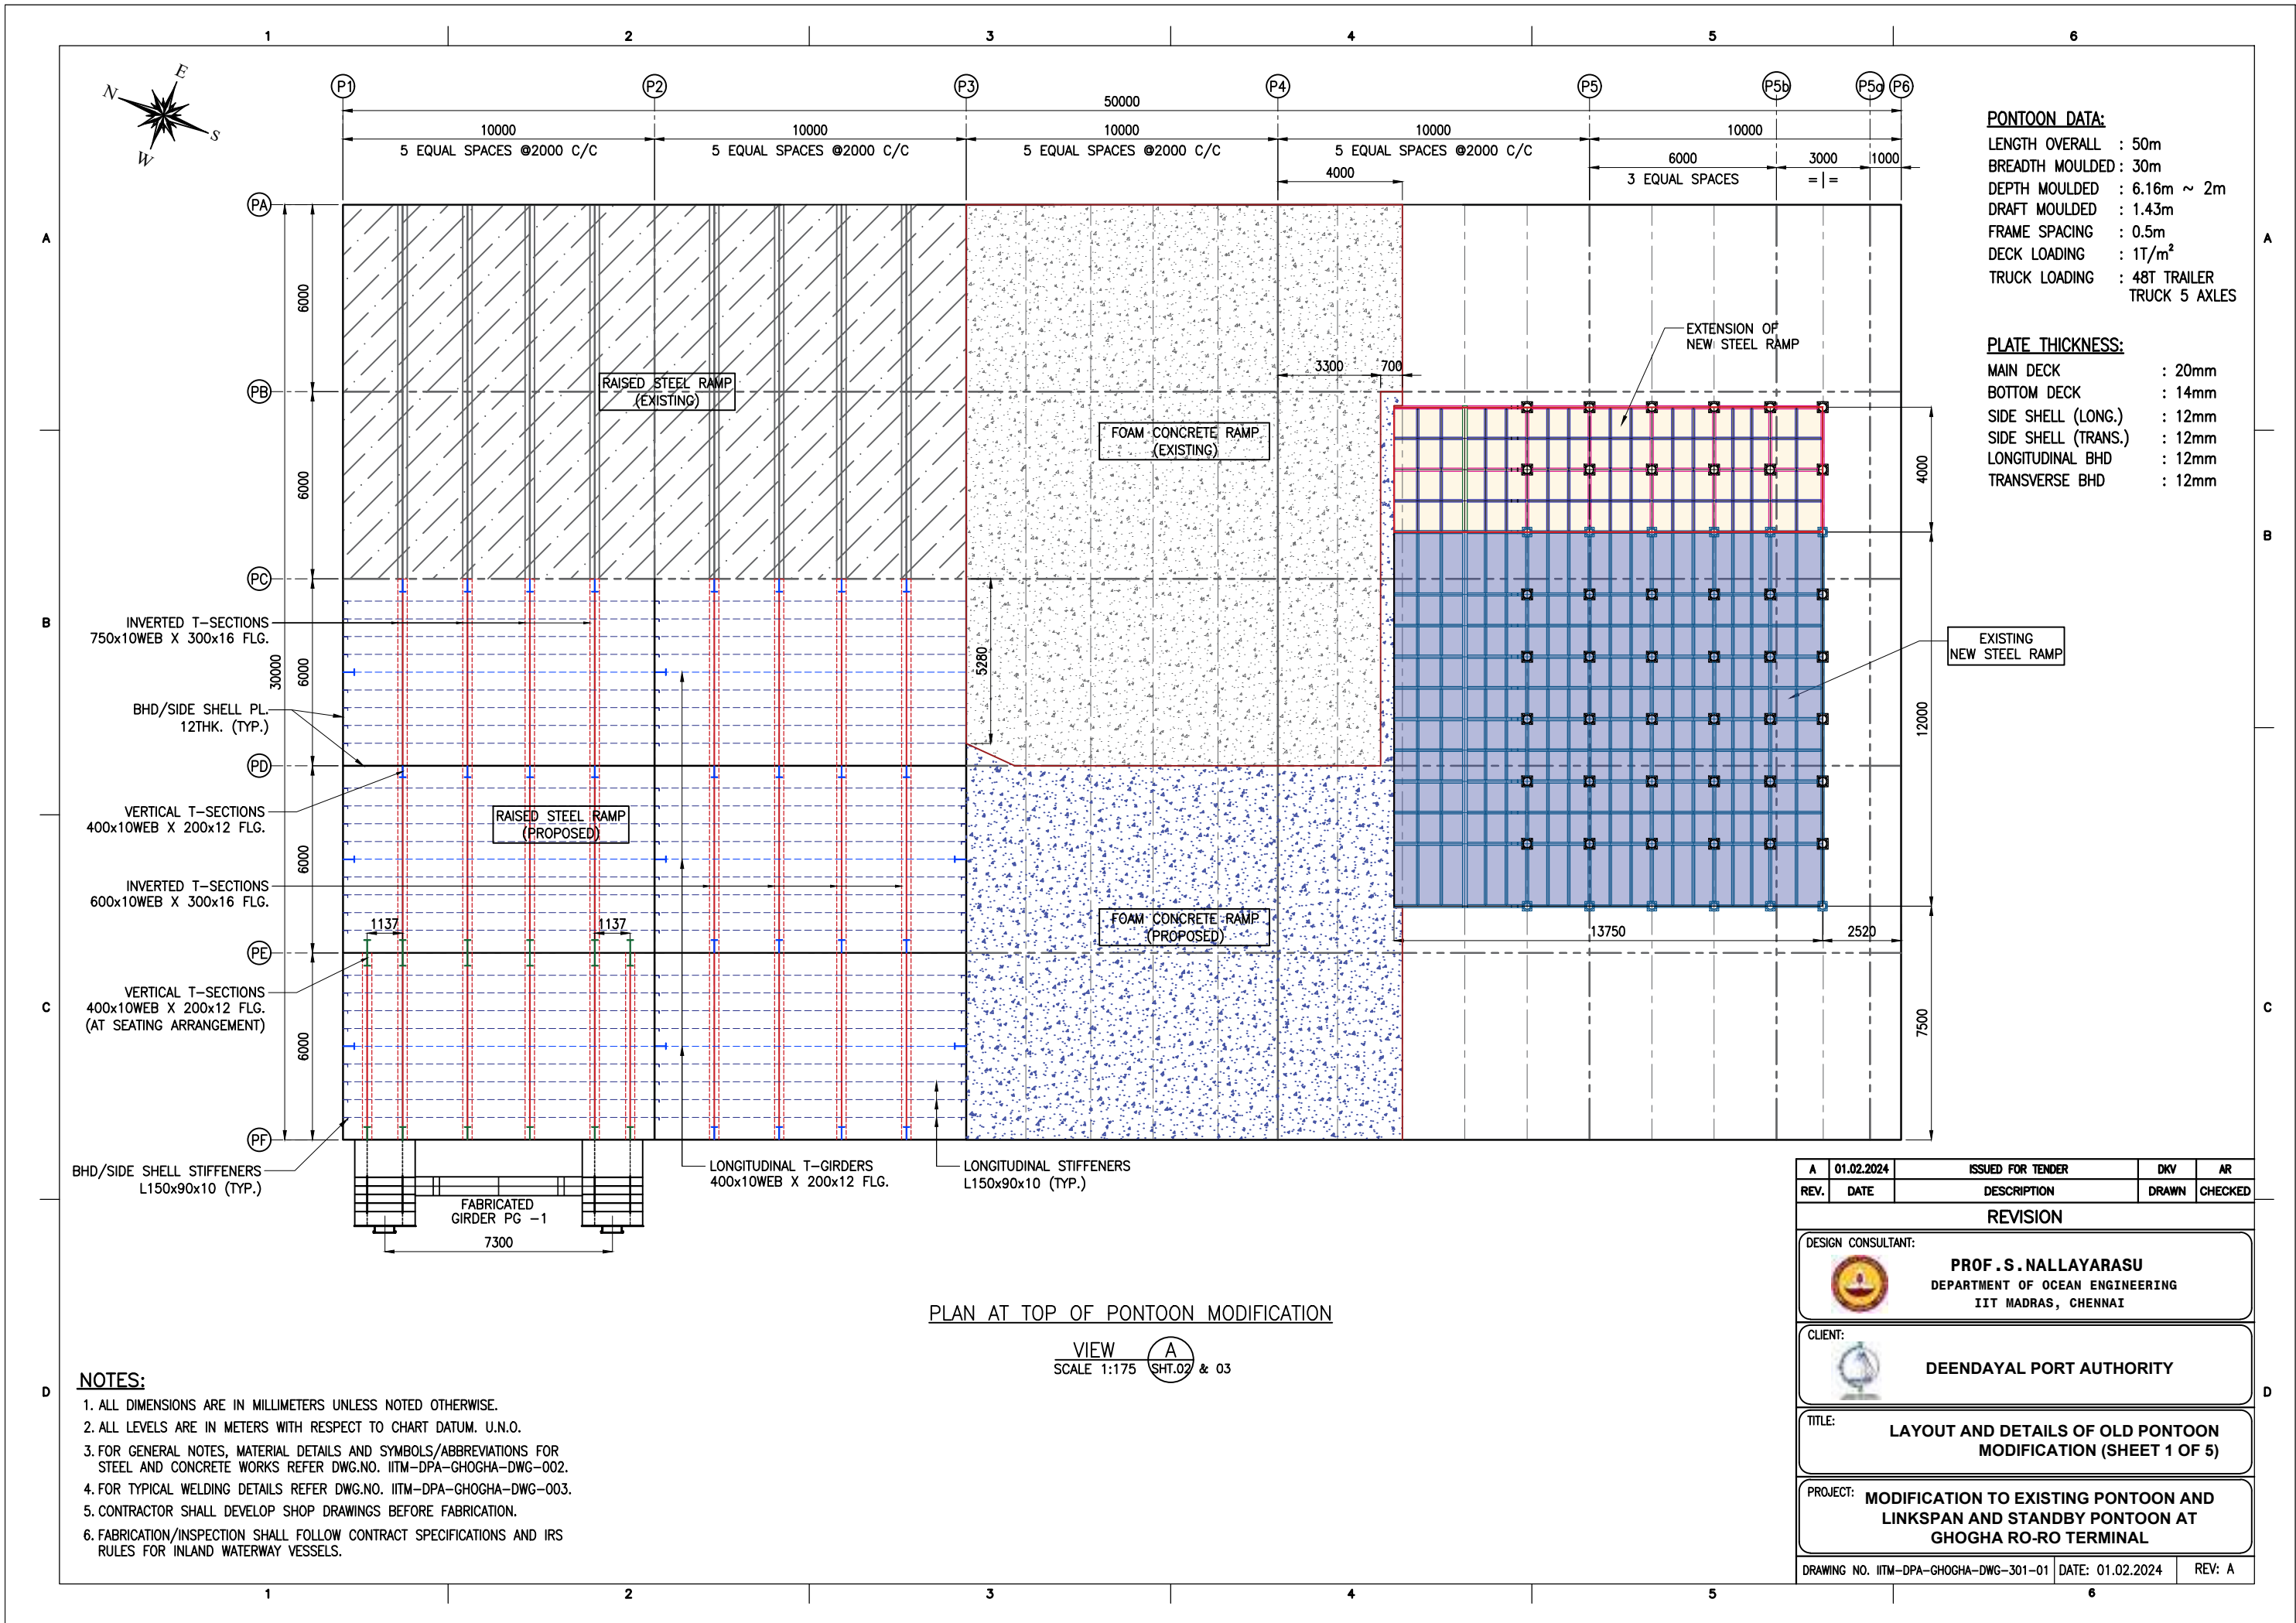 1 2 3 4 5 6
N E S W
P1 P2 P3 P4 P5 P5b P5a P6
50000
10000 10000 10000 10000 10000
5 EQUAL SPACES @2000 C/C 5 EQUAL SPACES @2000 C/C 5 EQUAL SPACES @2000 C/C 5 EQUAL SPACES @2000 C/C
6000 3000 1000
3 EQUAL SPACES =|=
4000
PONTOON DATA:
LENGTH OVERALL : 50m
BREADTH MOULDED : 30m
DEPTH MOULDED : 6.16m ~ 2m
DRAFT MOULDED : 1.43m
FRAME SPACING : 0.5m
DECK LOADING : 1T/m²
TRUCK LOADING : 48T TRAILER
TRUCK 5 AXLES
PLATE THICKNESS:
MAIN DECK : 20mm
BOTTOM DECK : 14mm
SIDE SHELL (LONG.) : 12mm
SIDE SHELL (TRANS.) : 12mm
LONGITUDINAL BHD : 12mm
TRANSVERSE BHD : 12mm
A A
B B
B
C C
D D
PA
PB
PC
PD
PE
PF
30000
6000
6000
6000
6000
6000
RAISED STEEL RAMP
(EXISTING)
FOAM CONCRETE RAMP
(EXISTING)
3300 700
EXTENSION OF
NEW STEEL RAMP
4000
12000
7500
5280
EXISTING
NEW STEEL RAMP
INVERTED T-SECTIONS
750x10WEB X 300x16 FLG.
BHD/SIDE SHELL PL.
12THK. (TYP.)
VERTICAL T-SECTIONS
400x10WEB X 200x12 FLG.
RAISED STEEL RAMP
(PROPOSED)
INVERTED T-SECTIONS
600x10WEB X 300x16 FLG.
1137 1137
FOAM CONCRETE RAMP
(PROPOSED)
13750 2520
VERTICAL T-SECTIONS
400x10WEB X 200x12 FLG.
(AT SEATING ARRANGEMENT)
BHD/SIDE SHELL STIFFENERS
L150x90x10 (TYP.)
FABRICATED
GIRDER PG -1
7300
LONGITUDINAL T-GIRDERS
400x10WEB X 200x12 FLG.
LONGITUDINAL STIFFENERS
L150x90x10 (TYP.)
PLAN AT TOP OF PONTOON MODIFICATION
VIEW A
SCALE 1:175 SHT.02 & 03
NOTES:
1. ALL DIMENSIONS ARE IN MILLIMETERS UNLESS NOTED OTHERWISE.
2. ALL LEVELS ARE IN METERS WITH RESPECT TO CHART DATUM. U.N.O.
3. FOR GENERAL NOTES, MATERIAL DETAILS AND SYMBOLS/ABBREVIATIONS FOR
STEEL AND CONCRETE WORKS REFER DWG.NO. IITM-DPA-GHOGHA-DWG-002.
4. FOR TYPICAL WELDING DETAILS REFER DWG.NO. IITM-DPA-GHOGHA-DWG-003.
5. CONTRACTOR SHALL DEVELOP SHOP DRAWINGS BEFORE FABRICATION.
6. FABRICATION/INSPECTION SHALL FOLLOW CONTRACT SPECIFICATIONS AND IRS
RULES FOR INLAND WATERWAY VESSELS.
A 01.02.2024 ISSUED FOR TENDER DKV AR
REV. DATE DESCRIPTION DRAWN CHECKED
REVISION
DESIGN CONSULTANT:
PROF.S.NALLAYARASU
DEPARTMENT OF OCEAN ENGINEERING
IIT MADRAS, CHENNAI
CLIENT:
DEENDAYAL PORT AUTHORITY
TITLE:
LAYOUT AND DETAILS OF OLD PONTOON
MODIFICATION (SHEET 1 OF 5)
PROJECT: MODIFICATION TO EXISTING PONTOON AND
LINKSPAN AND STANDBY PONTOON AT
GHOGHA RO-RO TERMINAL
DRAWING NO. IITM-DPA-GHOGHA-DWG-301-01 DATE: 01.02.2024 REV: A
1 2 3 4 5 6